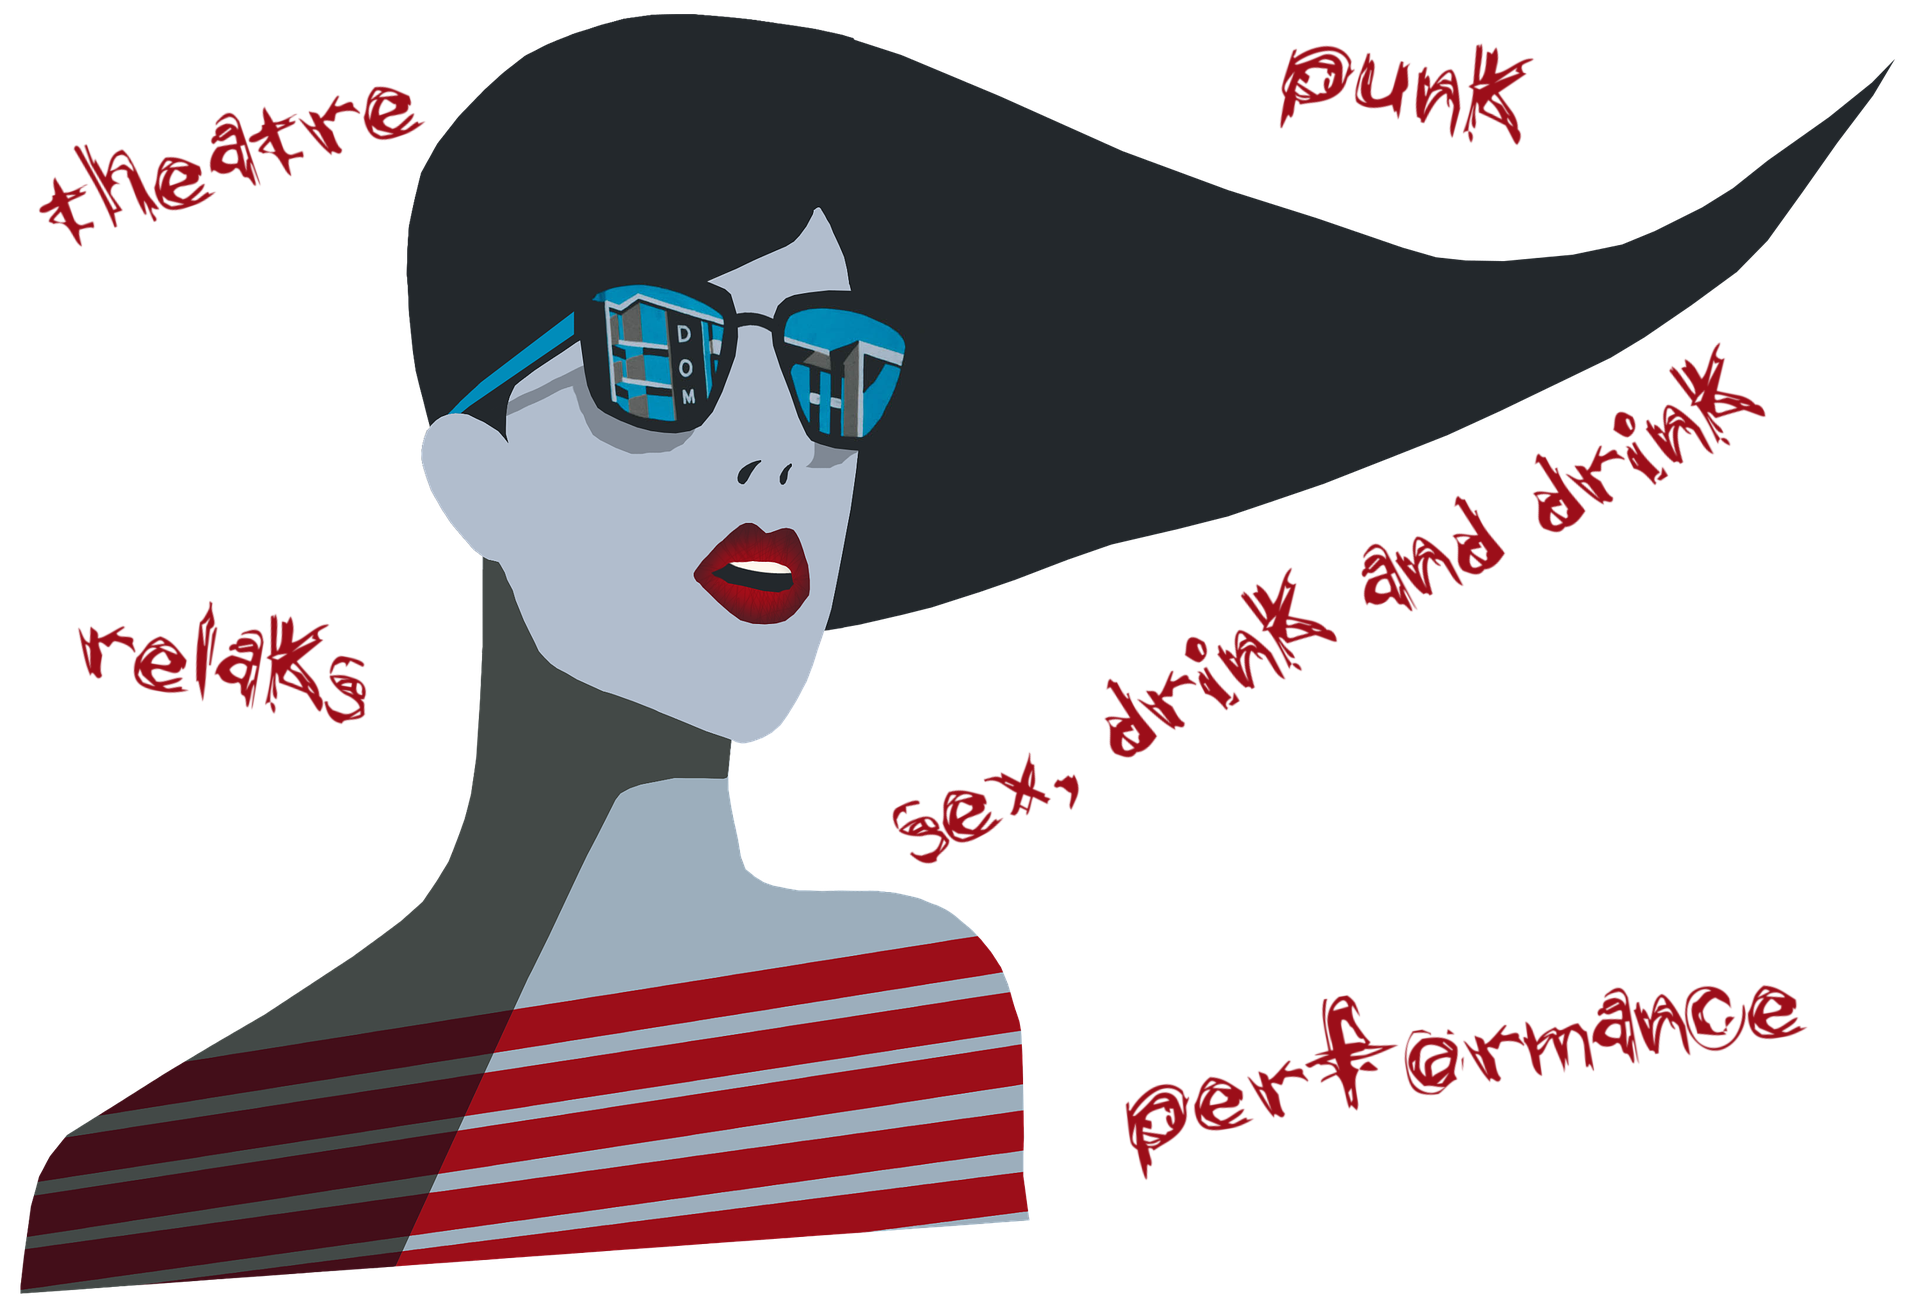 theatre
punk
DOM
sex, drink and drink
relaks
performance